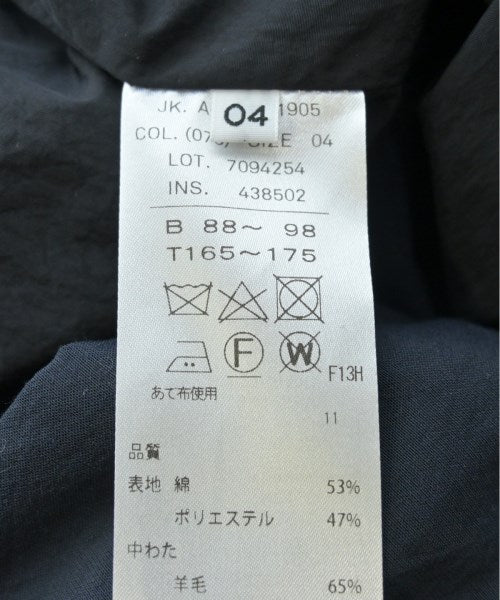 JK. A 04 1905
COL. (07 SIZE 04
LOT. 7094254
INS. 438502
B 88～ 98
T165～175
F W F13H
あて布使用
11
品質
表地 綿 53%
ポリエステル 47%
中わた
羊毛 65%